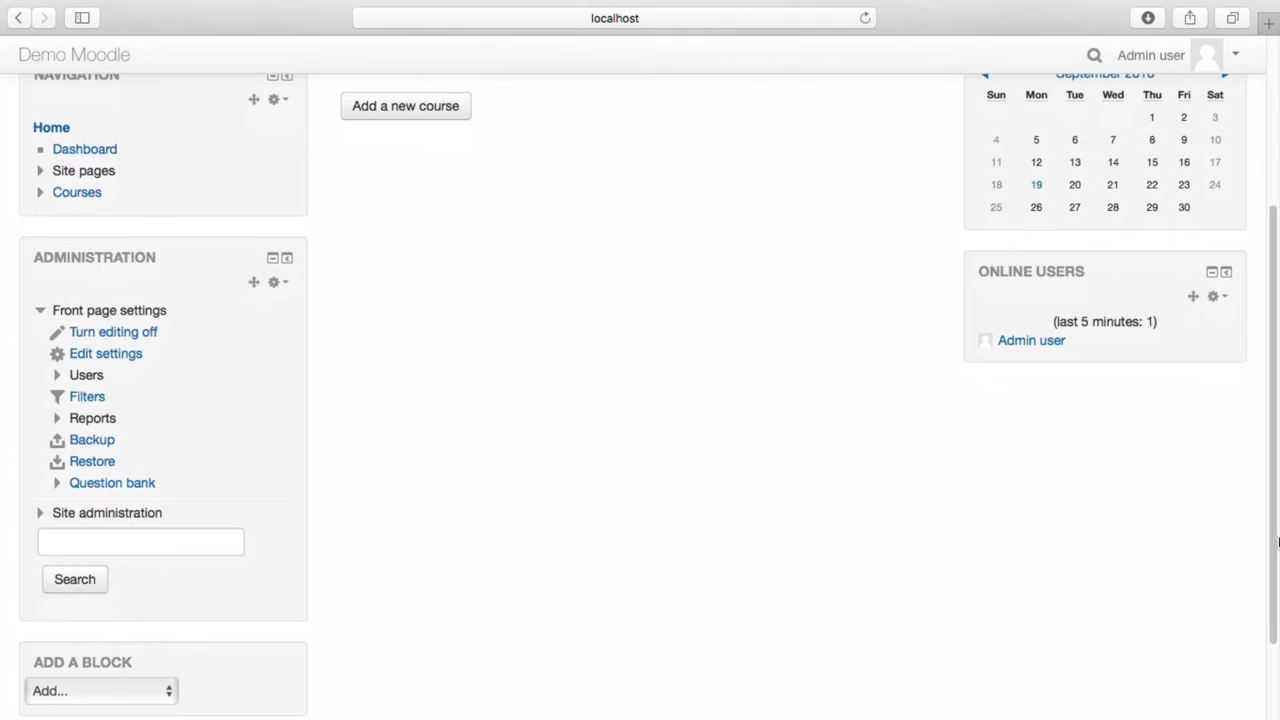 localhost
Demo Moodle
Admin user
NAVIGATION
Home
Dashboard
Site pages
Courses
ADMINISTRATION
Front page settings
Turn editing off
Edit settings
Users
Filters
Reports
Backup
Restore
Question bank
Site administration
Search
ADD A BLOCK
Add...
Add a new course
September 2016
Sun Mon Tue Wed Thu Fri Sat
1 2 3
4 5 6 7 8 9 10
11 12 13 14 15 16 17
18 19 20 21 22 23 24
25 26 27 28 29 30
ONLINE USERS
(last 5 minutes: 1)
Admin user